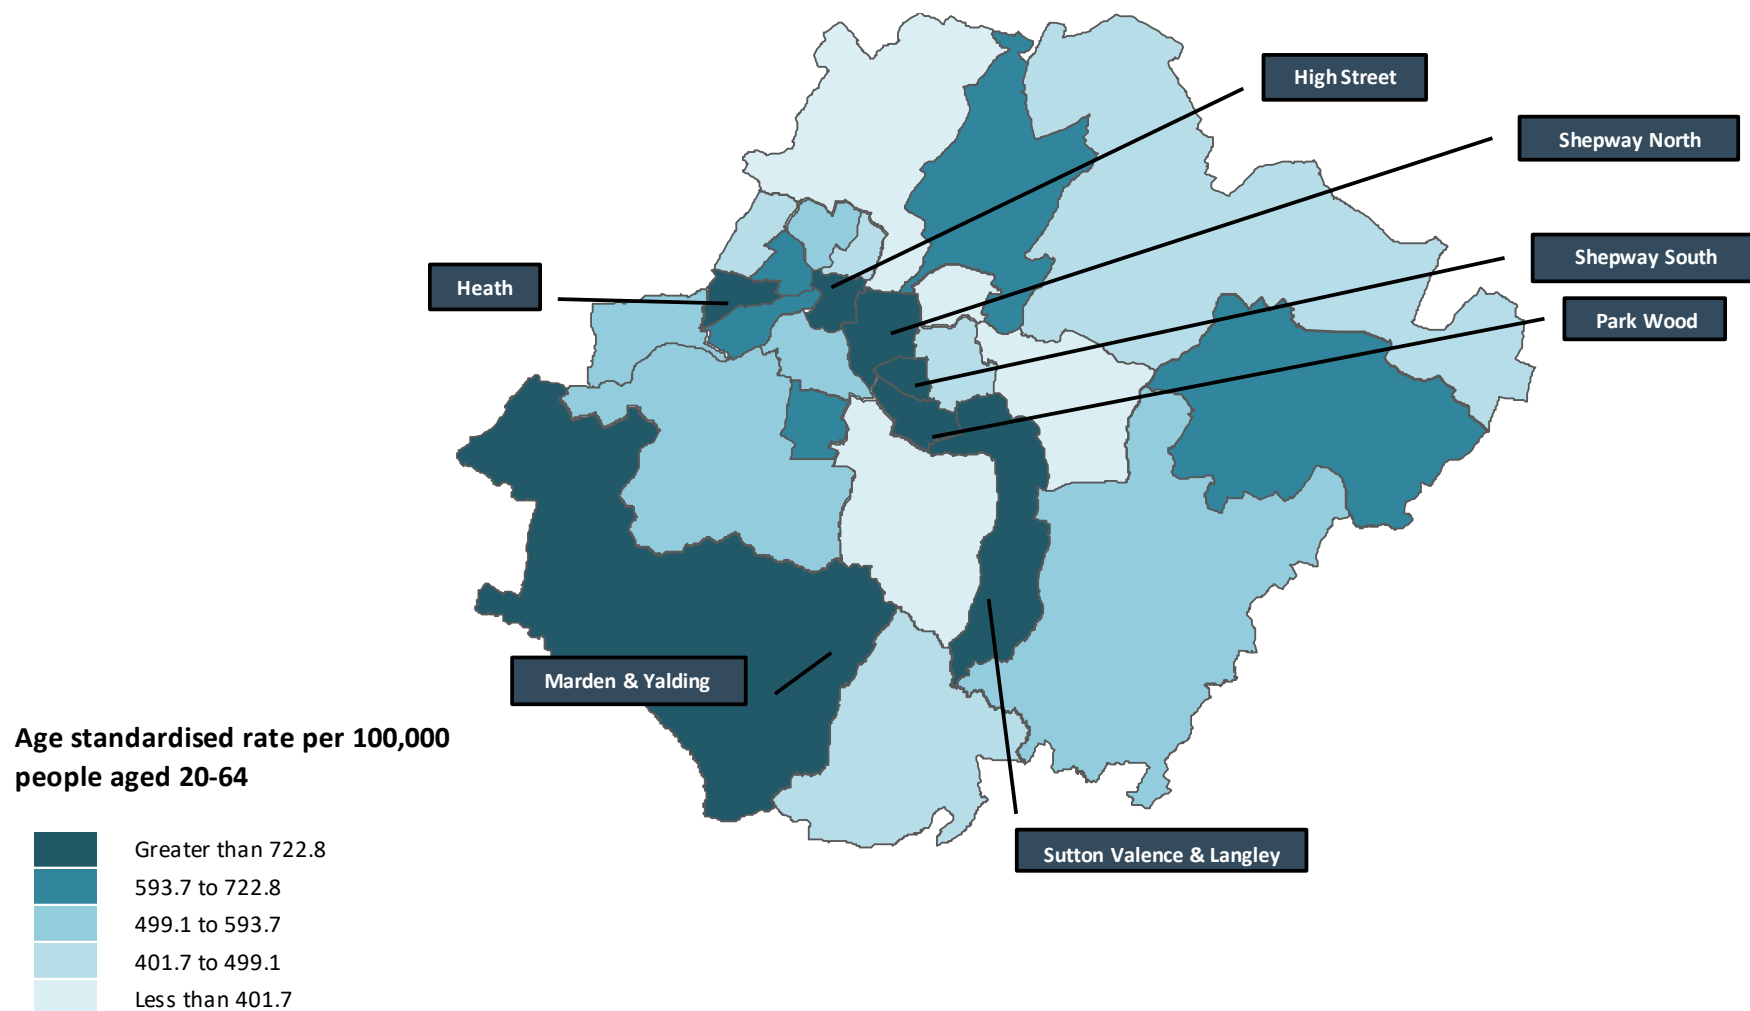 High Street
Shepway North
Shepway South
Heath
Park Wood
Marden & Yalding
Age standardised rate per 100,000
people aged 20-64
Sutton Valence & Langley
Greater than 722.8
593.7 to 722.8
499.1 to 593.7
401.7 to 499.1
Less than 401.7